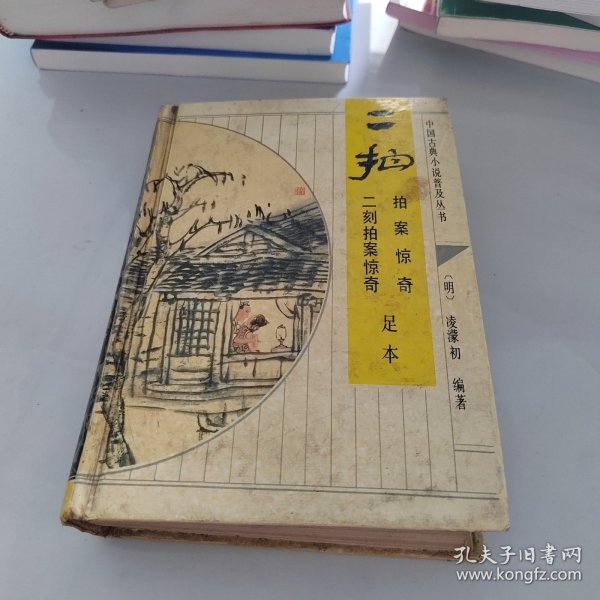 中国古典小说普及丛书
二拍
拍案惊奇
二刻拍案惊奇
足本
〔明〕凌濛初 编著
孔夫子旧书网
www.kongfz.com